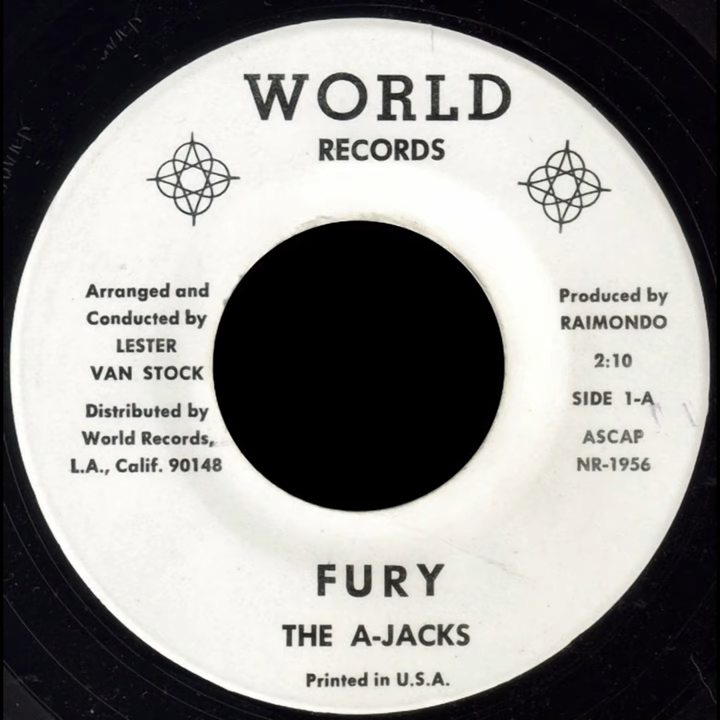 WORLD
RECORDS
Arranged and
Conducted by
LESTER
VAN STOCK
Distributed by
World Records,
L.A., Calif. 90148
Produced by
RAIMONDO
2:10
SIDE 1-A
ASCAP
NR-1956
FURY
THE A-JACKS
Printed in U.S.A.